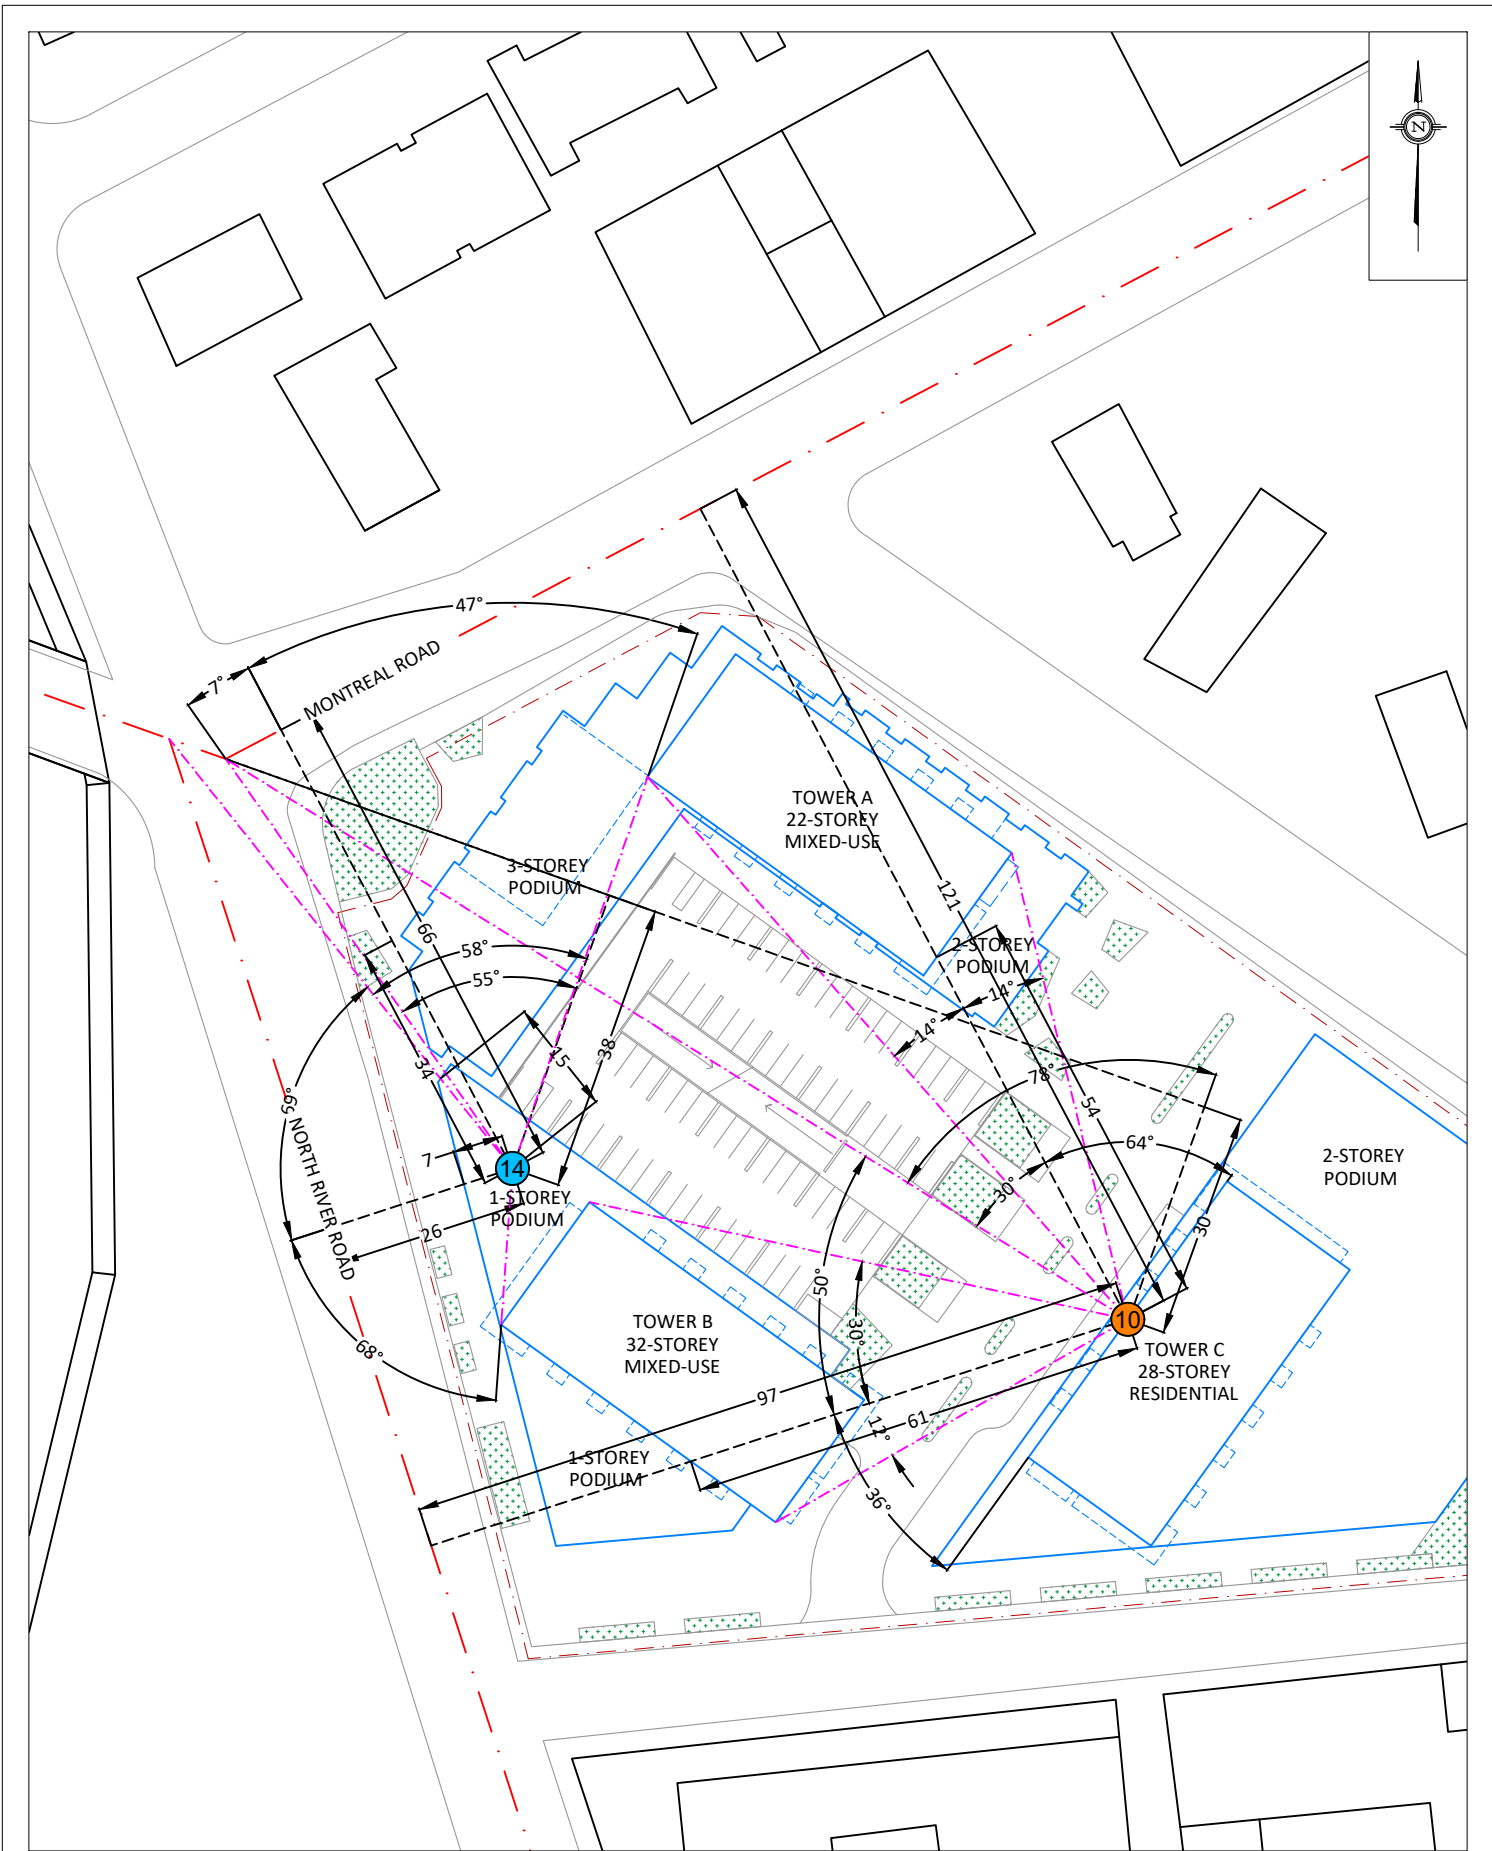 N
47°
7°
MONTREAL ROAD
TOWER A
22-STOREY
MIXED-USE
3-STOREY
PODIUM
121
66
58°
55°
2-STOREY
PODIUM
14°
14°
34
15
38
78°
54
64°
65°
NORTH RIVER ROAD
7
14
1-STOREY
PODIUM
26
30°
30
2-STOREY
PODIUM
50°
30°
10
TOWER B
32-STOREY
MIXED-USE
68°
TOWER C
28-STOREY
RESIDENTIAL
97
61
12°
1-STOREY
PODIUM
36°